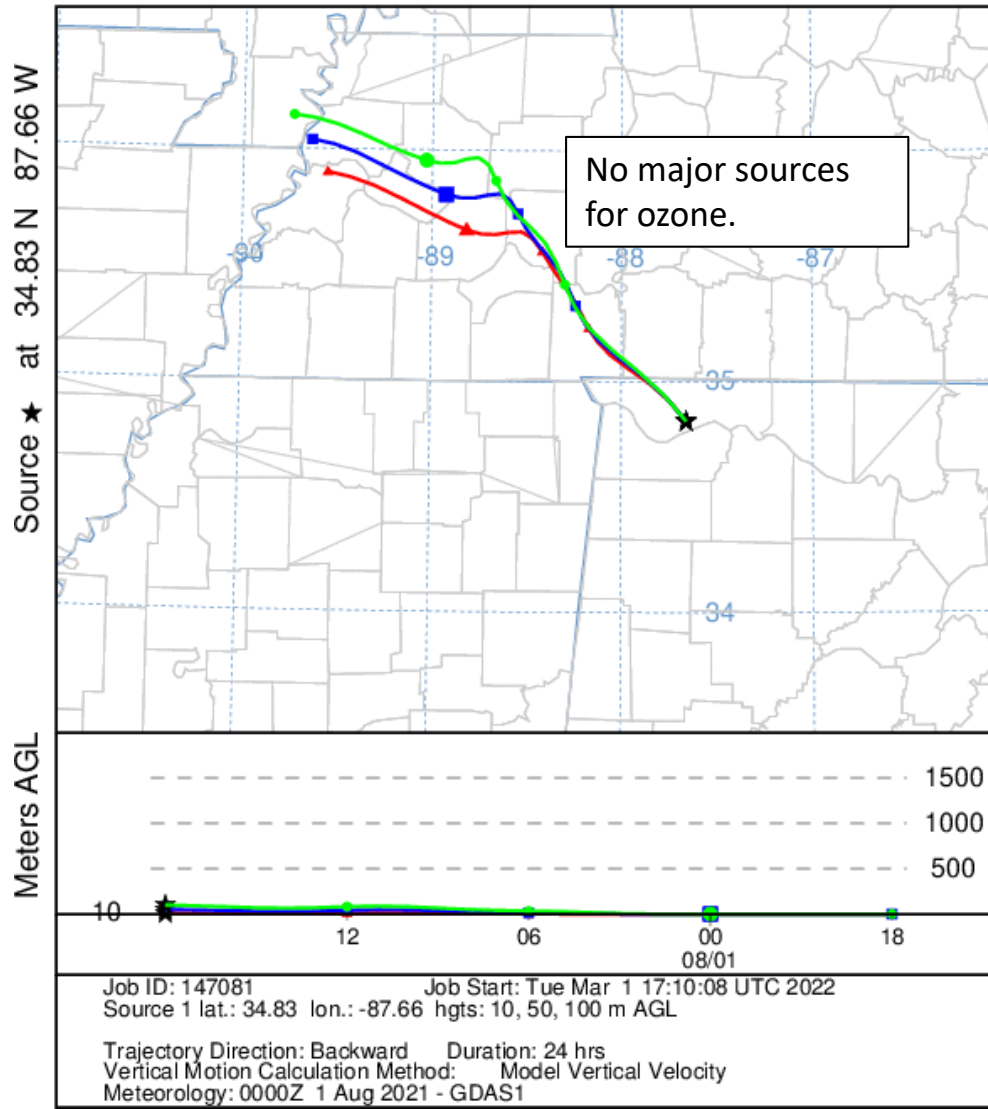 Source ★ at 34.83 N 87.66 W
No major sources
for ozone.
-90
-89
-88
-87
35
34
Meters AGL
1500
1000
500
10
12
06
00
18
08/01
Job ID: 147081 Job Start: Tue Mar 1 17:10:08 UTC 2022
Source 1 lat.: 34.83 lon.: -87.66 hgts: 10, 50, 100 m AGL
Trajectory Direction: Backward Duration: 24 hrs
Vertical Motion Calculation Method: Model Vertical Velocity
Meteorology: 0000Z 1 Aug 2021 - GDAS1